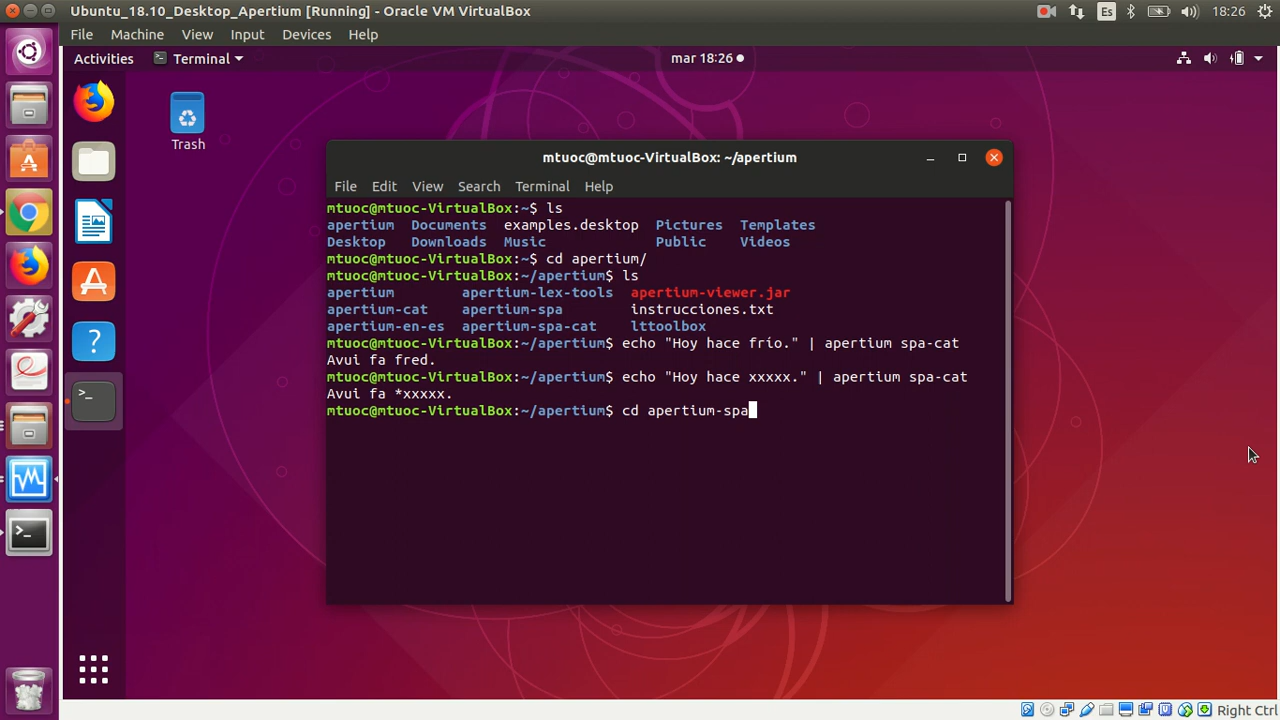 Ubuntu_18.10_Desktop_Apertium [Running] - Oracle VM VirtualBox
Es
18:26
File Machine View Input Devices Help
Activities Terminal mar 18:26
Trash
mtuoc@mtuoc-VirtualBox: ~/apertium
File Edit View Search Terminal Help
mtuoc@mtuoc-VirtualBox:~$ ls
apertium Documents examples.desktop Pictures Templates
Desktop Downloads Music Public Videos
mtuoc@mtuoc-VirtualBox:~$ cd apertium/
mtuoc@mtuoc-VirtualBox:~/apertium$ ls
apertium apertium-lex-tools apertium-viewer.jar
apertium-cat apertium-spa instrucciones.txt
apertium-en-es apertium-spa-cat lttoolbox
mtuoc@mtuoc-VirtualBox:~/apertium$ echo "Hoy hace frio." | apertium spa-cat
Avui fa fred.
mtuoc@mtuoc-VirtualBox:~/apertium$ echo "Hoy hace xxxxx." | apertium spa-cat
Avui fa *xxxxx.
mtuoc@mtuoc-VirtualBox:~/apertium$ cd apertium-spa
Right Ctrl